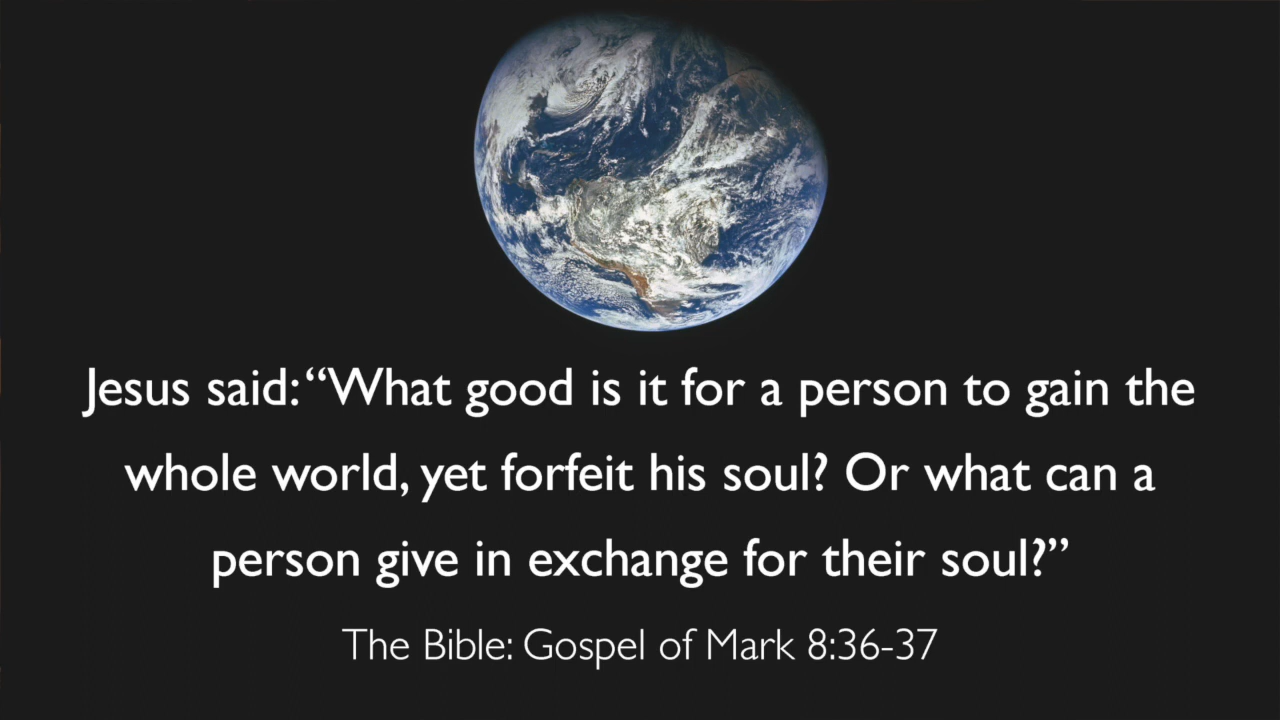 Jesus said: “What good is it for a person to gain the
whole world, yet forfeit his soul? Or what can a
person give in exchange for their soul?”
The Bible: Gospel of Mark 8:36-37